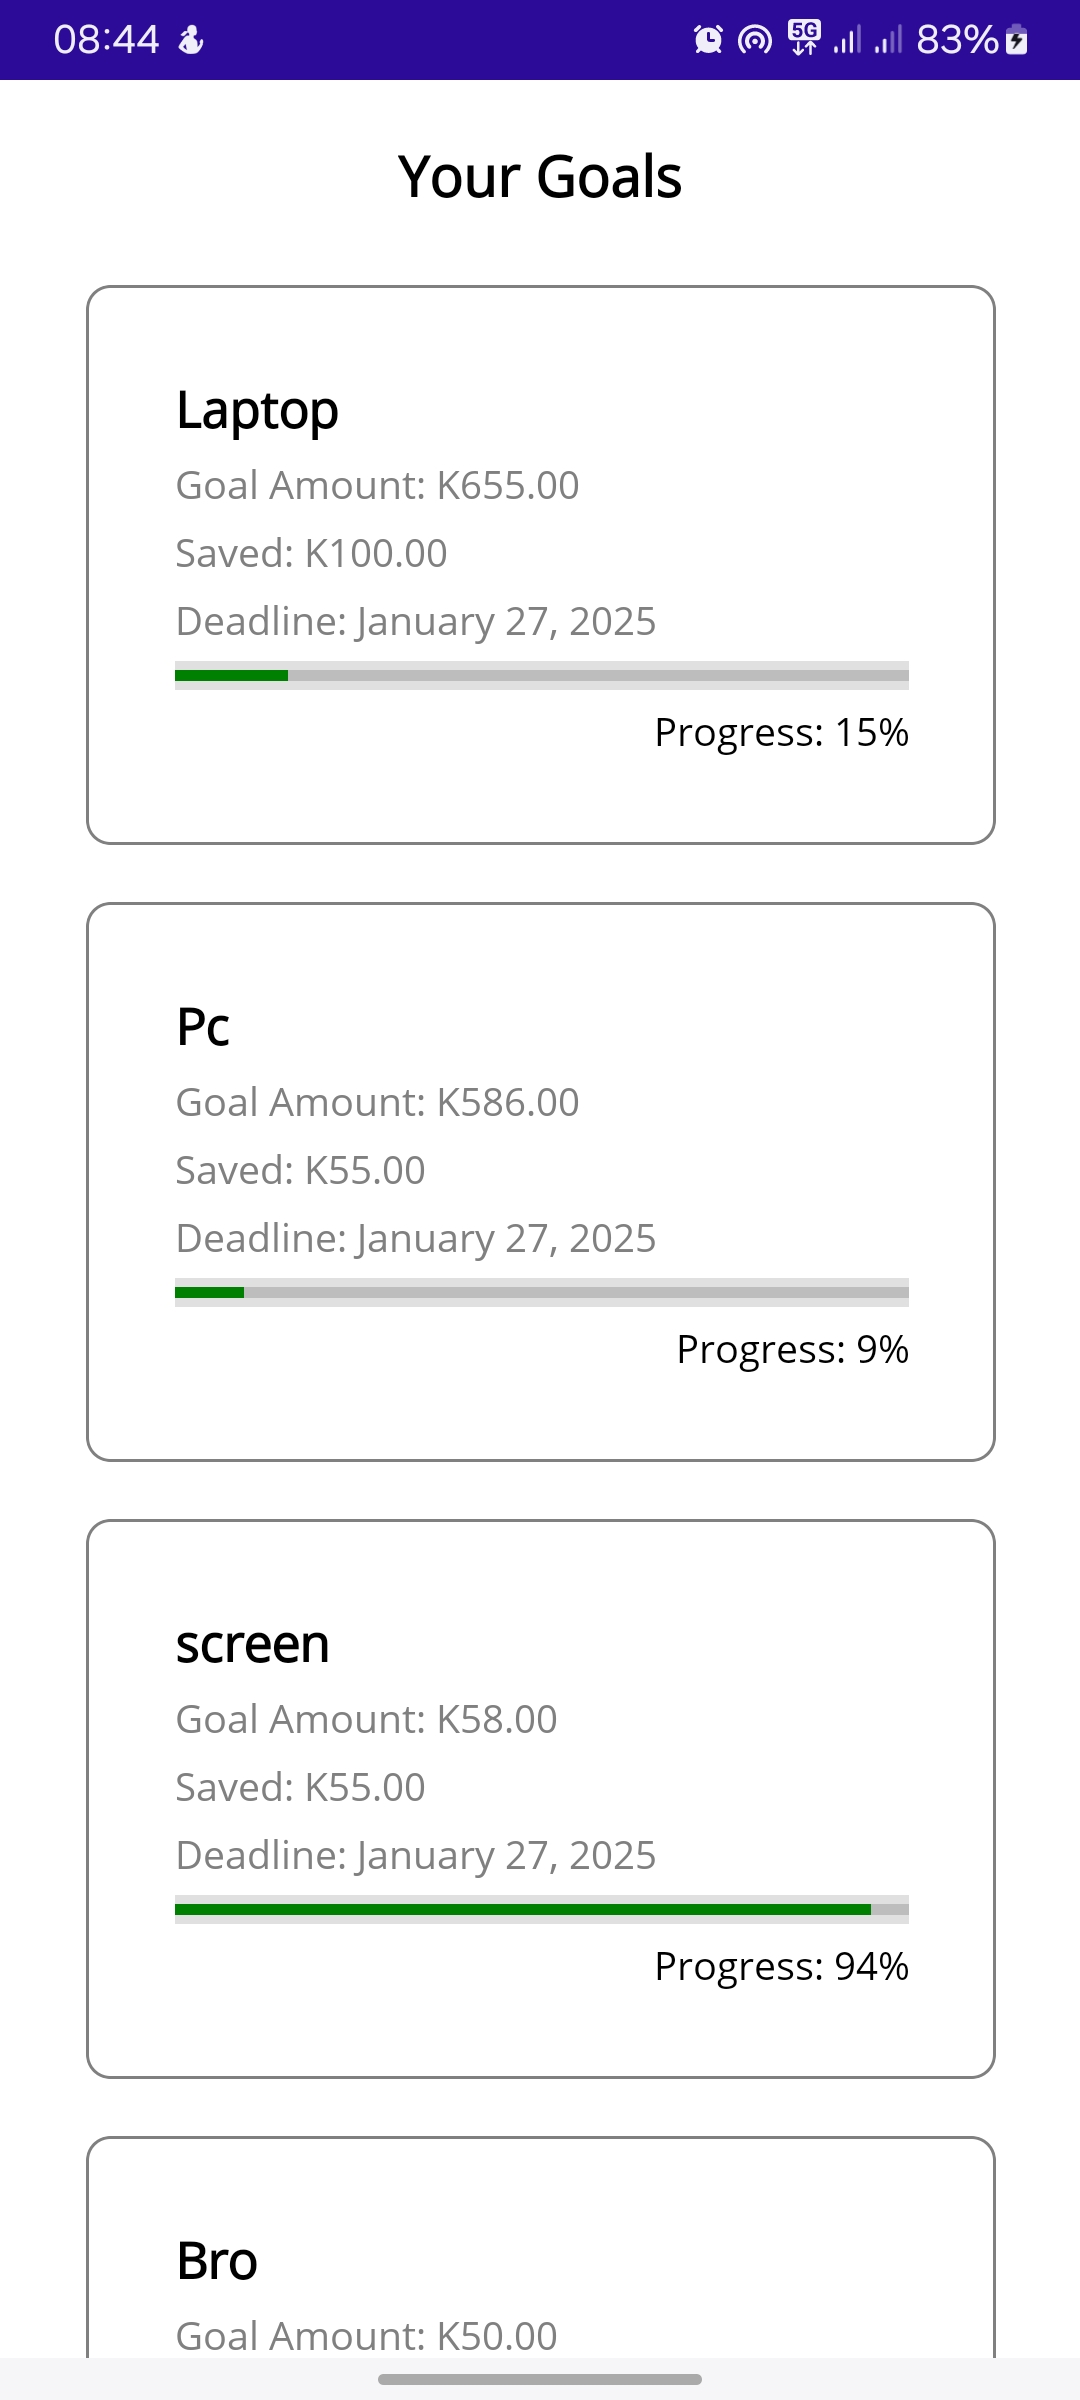 08:44 5G 83%
Your Goals
Laptop
Goal Amount: K655.00
Saved: K100.00
Deadline: January 27, 2025
Progress: 15%
Pc
Goal Amount: K586.00
Saved: K55.00
Deadline: January 27, 2025
Progress: 9%
screen
Goal Amount: K58.00
Saved: K55.00
Deadline: January 27, 2025
Progress: 94%
Bro
Goal Amount: K50.00